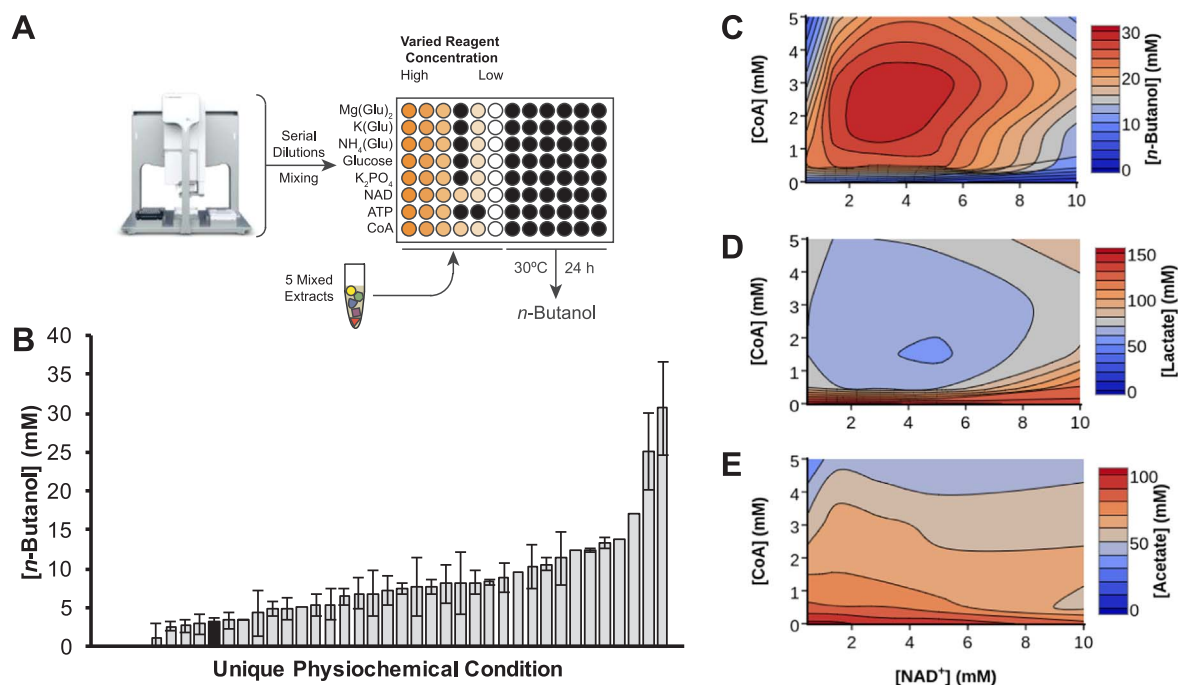 A
Varied Reagent
Concentration
High Low
Serial
Dilutions
Mixing
Mg(Glu)₂
K(Glu)
NH₄(Glu)
Glucose
K₂PO₄
NAD
ATP
CoA
5 Mixed
Extracts
30ºC 24 h
n-Butanol
B
[n-Butanol] (mM)
40
35
30
25
20
15
10
5
0
Unique Physiochemical Condition
C
[CoA] (mM)
5
4
3
2
1
0
2 4 6 8 10
30
20
10
0
[n-Butanol] (mM)
D
[CoA] (mM)
5
4
3
2
1
0
2 4 6 8 10
150
100
50
0
[Lactate] (mM)
E
[CoA] (mM)
5
4
3
2
1
0
2 4 6 8 10
100
50
0
[Acetate] (mM)
[NAD⁺] (mM)